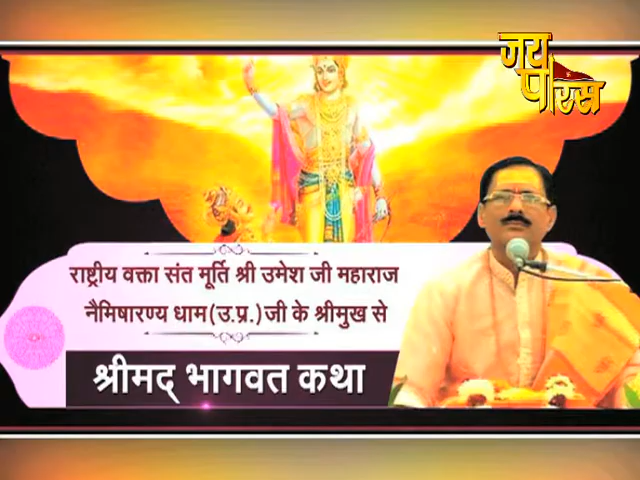 जय
पारस
राष्ट्रीय वक्ता संत मूर्ति श्री उमेश जी महाराज
नैमिषारण्य धाम(उ.प्र.)जी के श्रीमुख से
श्रीमद् भागवत कथा